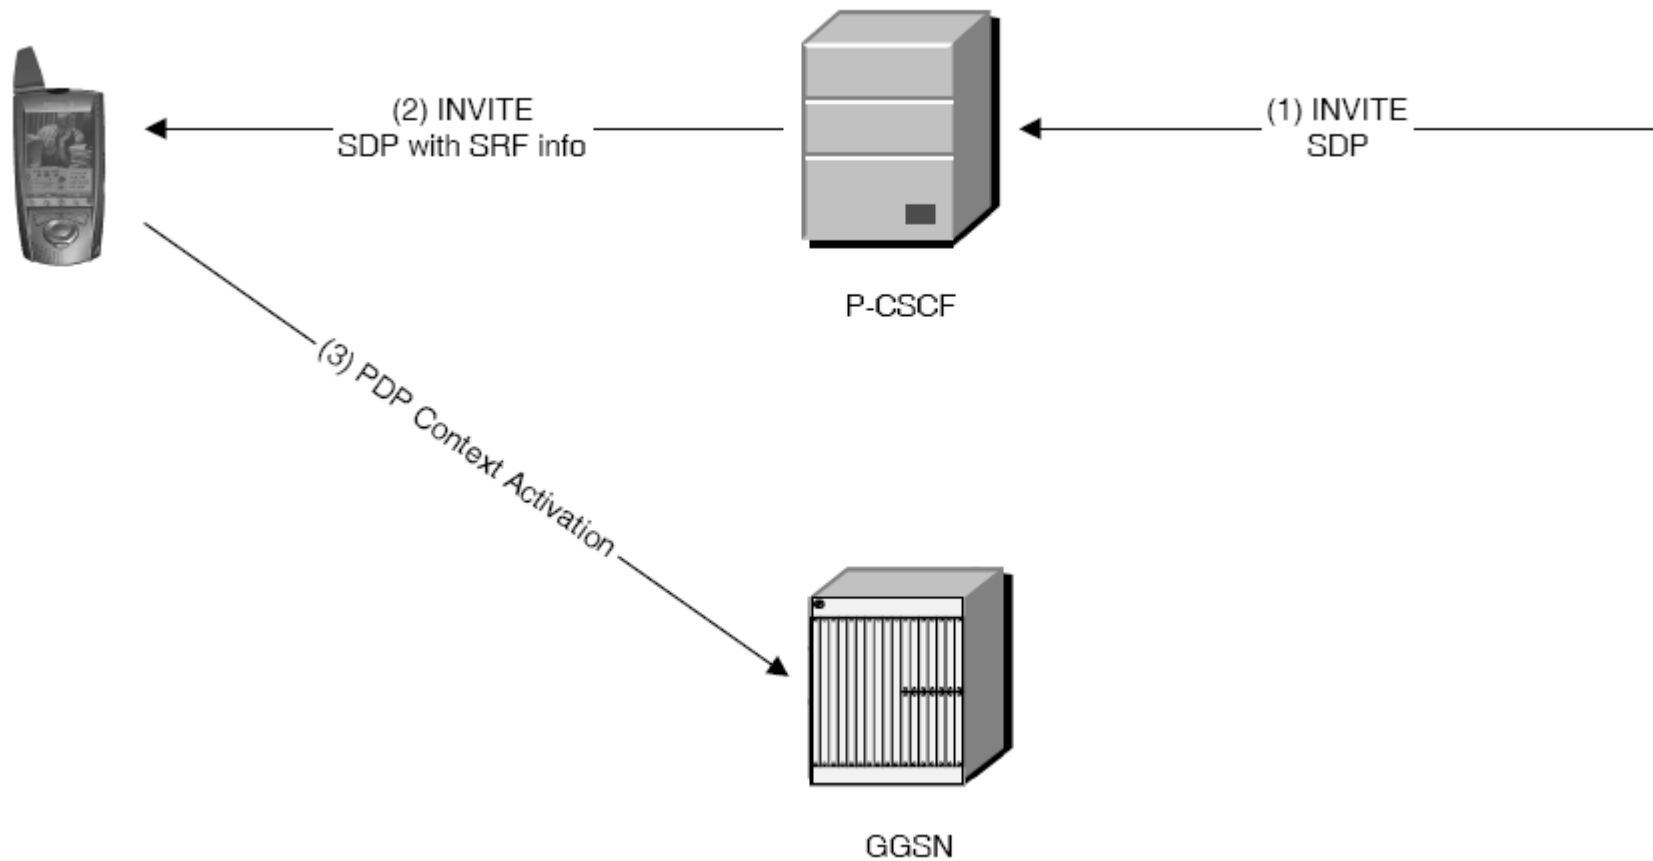 (2) INVITE
SDP with SRF info
(1) INVITE
SDP
P-CSCF
(3) PDP Context Activation
GGSN